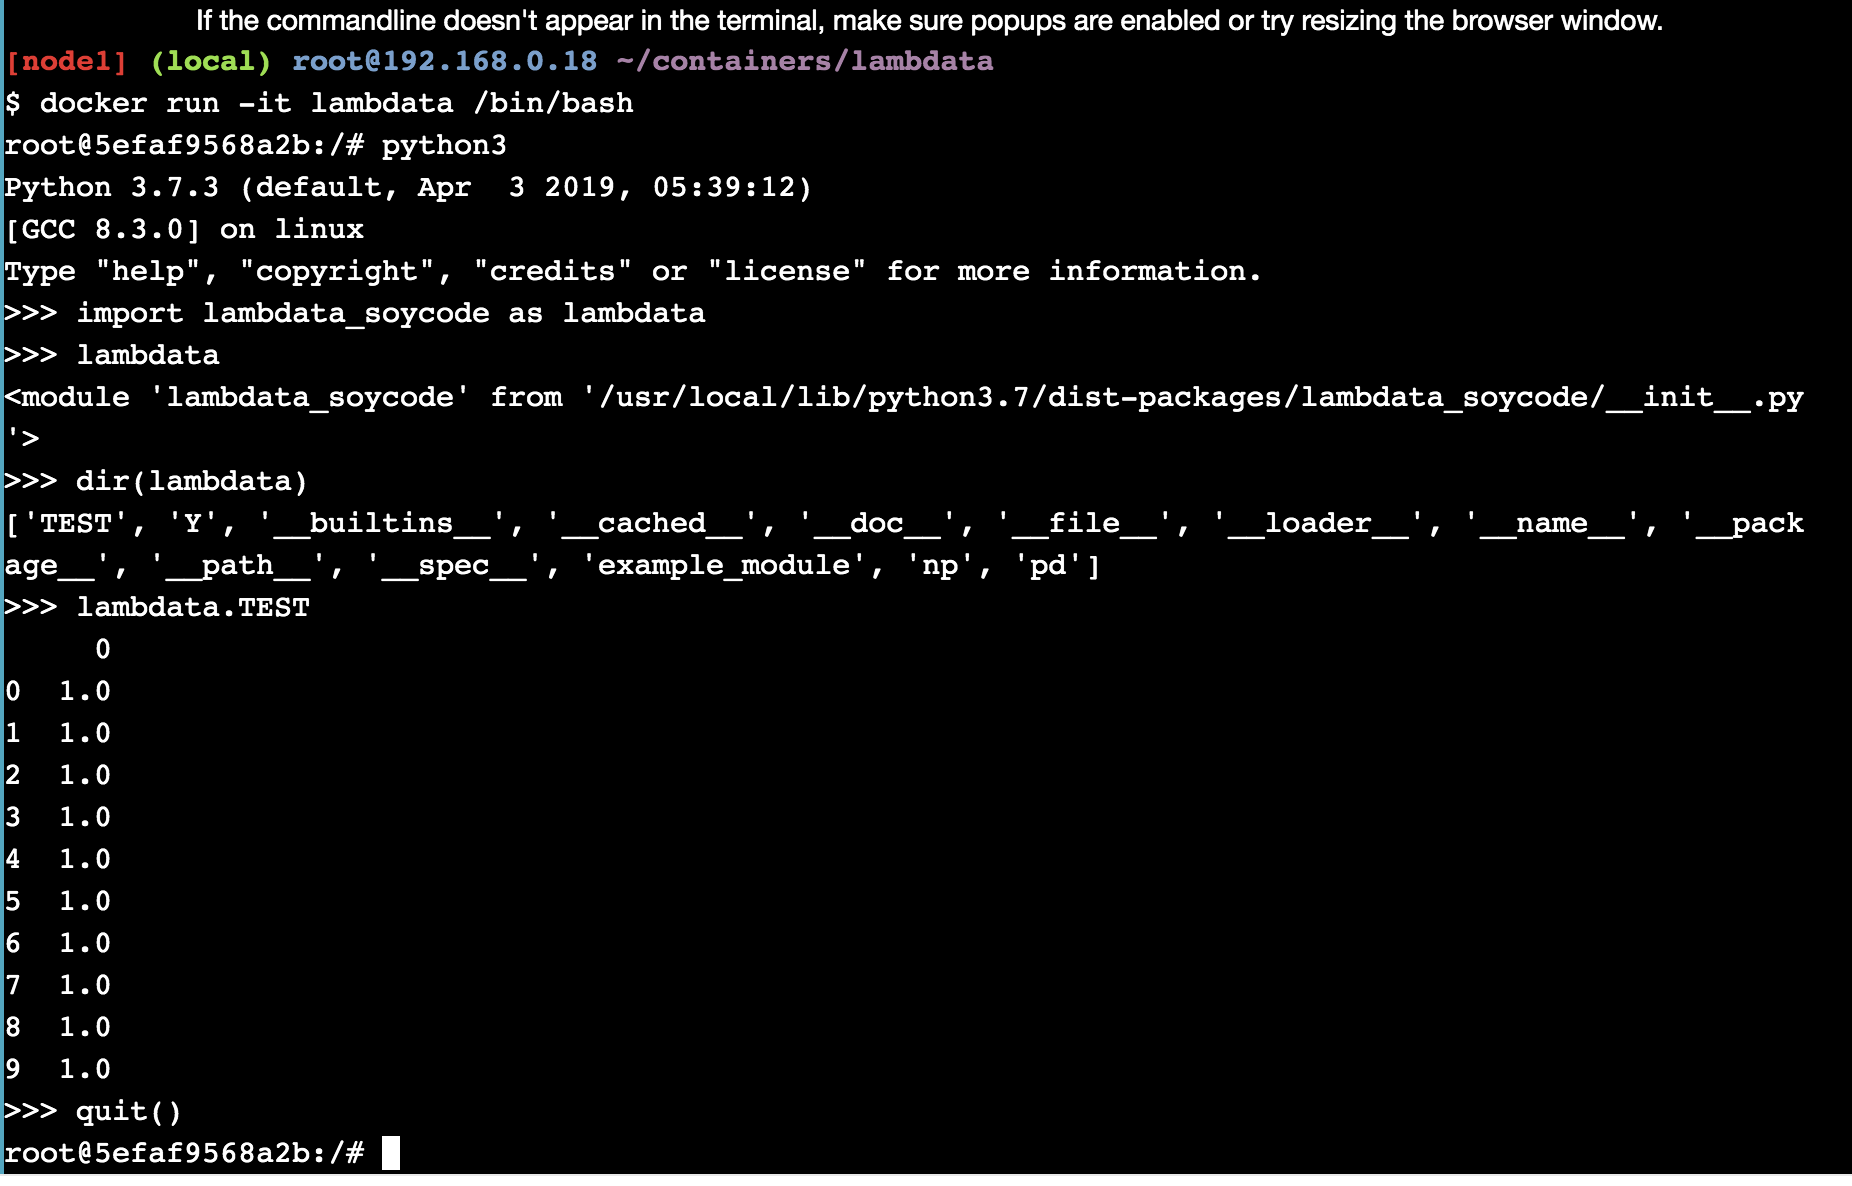 If the commandline doesn't appear in the terminal, make sure popups are enabled or try resizing the browser window.
[node1] (local) root@192.168.0.18 ~/containers/lambdata
$ docker run -it lambdata /bin/bash
root@5efaf9568a2b:/# python3
Python 3.7.3 (default, Apr  3 2019, 05:39:12)
[GCC 8.3.0] on linux
Type "help", "copyright", "credits" or "license" for more information.
>>> import lambdata_soycode as lambdata
>>> lambdata
<module 'lambdata_soycode' from '/usr/local/lib/python3.7/dist-packages/lambdata_soycode/__init__.py
'>
>>> dir(lambdata)
['TEST', 'Y', '__builtins__', '__cached__', '__doc__', '__file__', '__loader__', '__name__', '__pack
age__', '__path__', '__spec__', 'example_module', 'np', 'pd']
>>> lambdata.TEST
     0
0  1.0
1  1.0
2  1.0
3  1.0
4  1.0
5  1.0
6  1.0
7  1.0
8  1.0
9  1.0
>>> quit()
root@5efaf9568a2b:/#